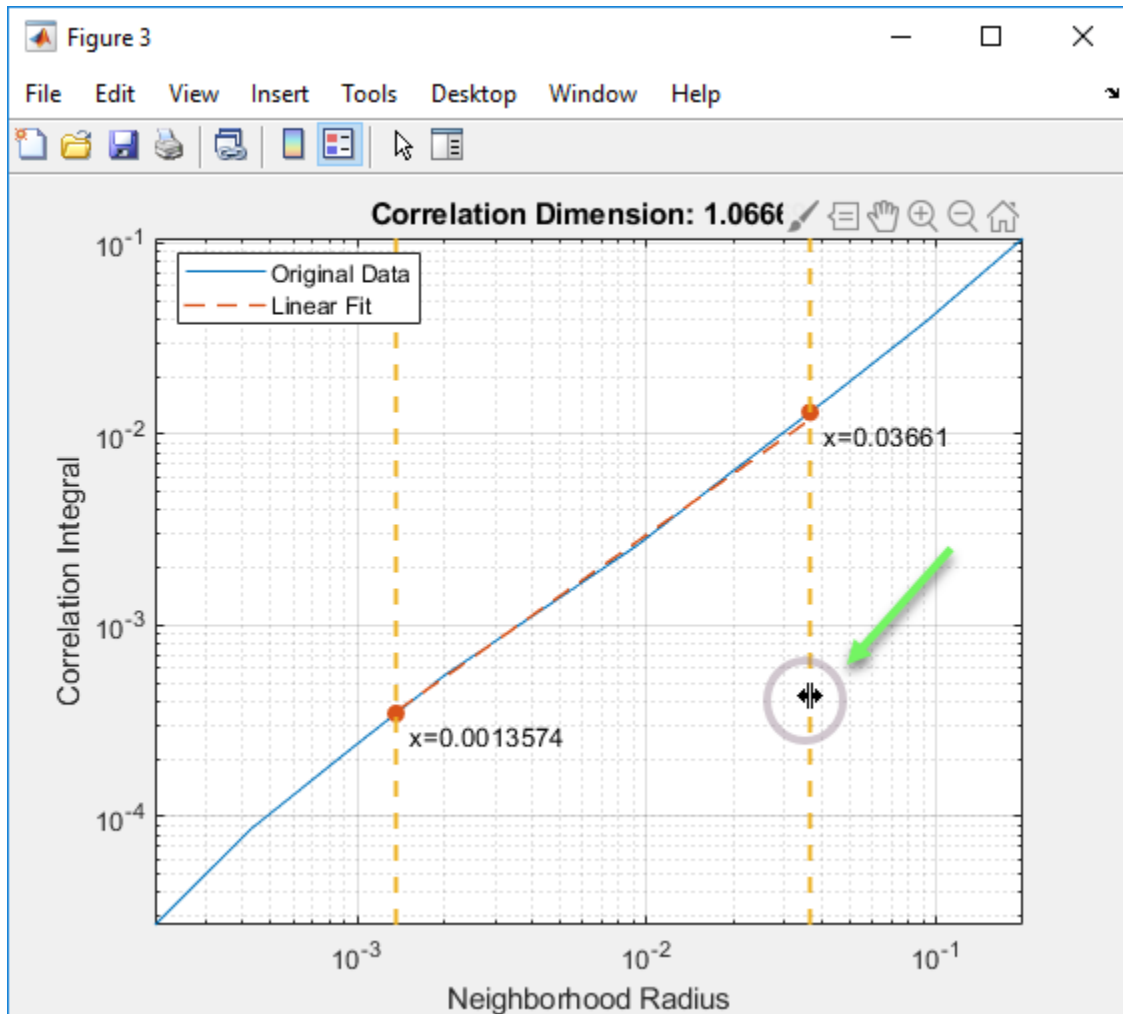 Figure 3
File Edit View Insert Tools Desktop Window Help
Correlation Dimension: 1.066
10⁻¹
Original Data
Linear Fit
10⁻²
x=0.03661
Correlation Integral
10⁻³
x=0.0013574
10⁻⁴
10⁻³ 10⁻² 10⁻¹
Neighborhood Radius